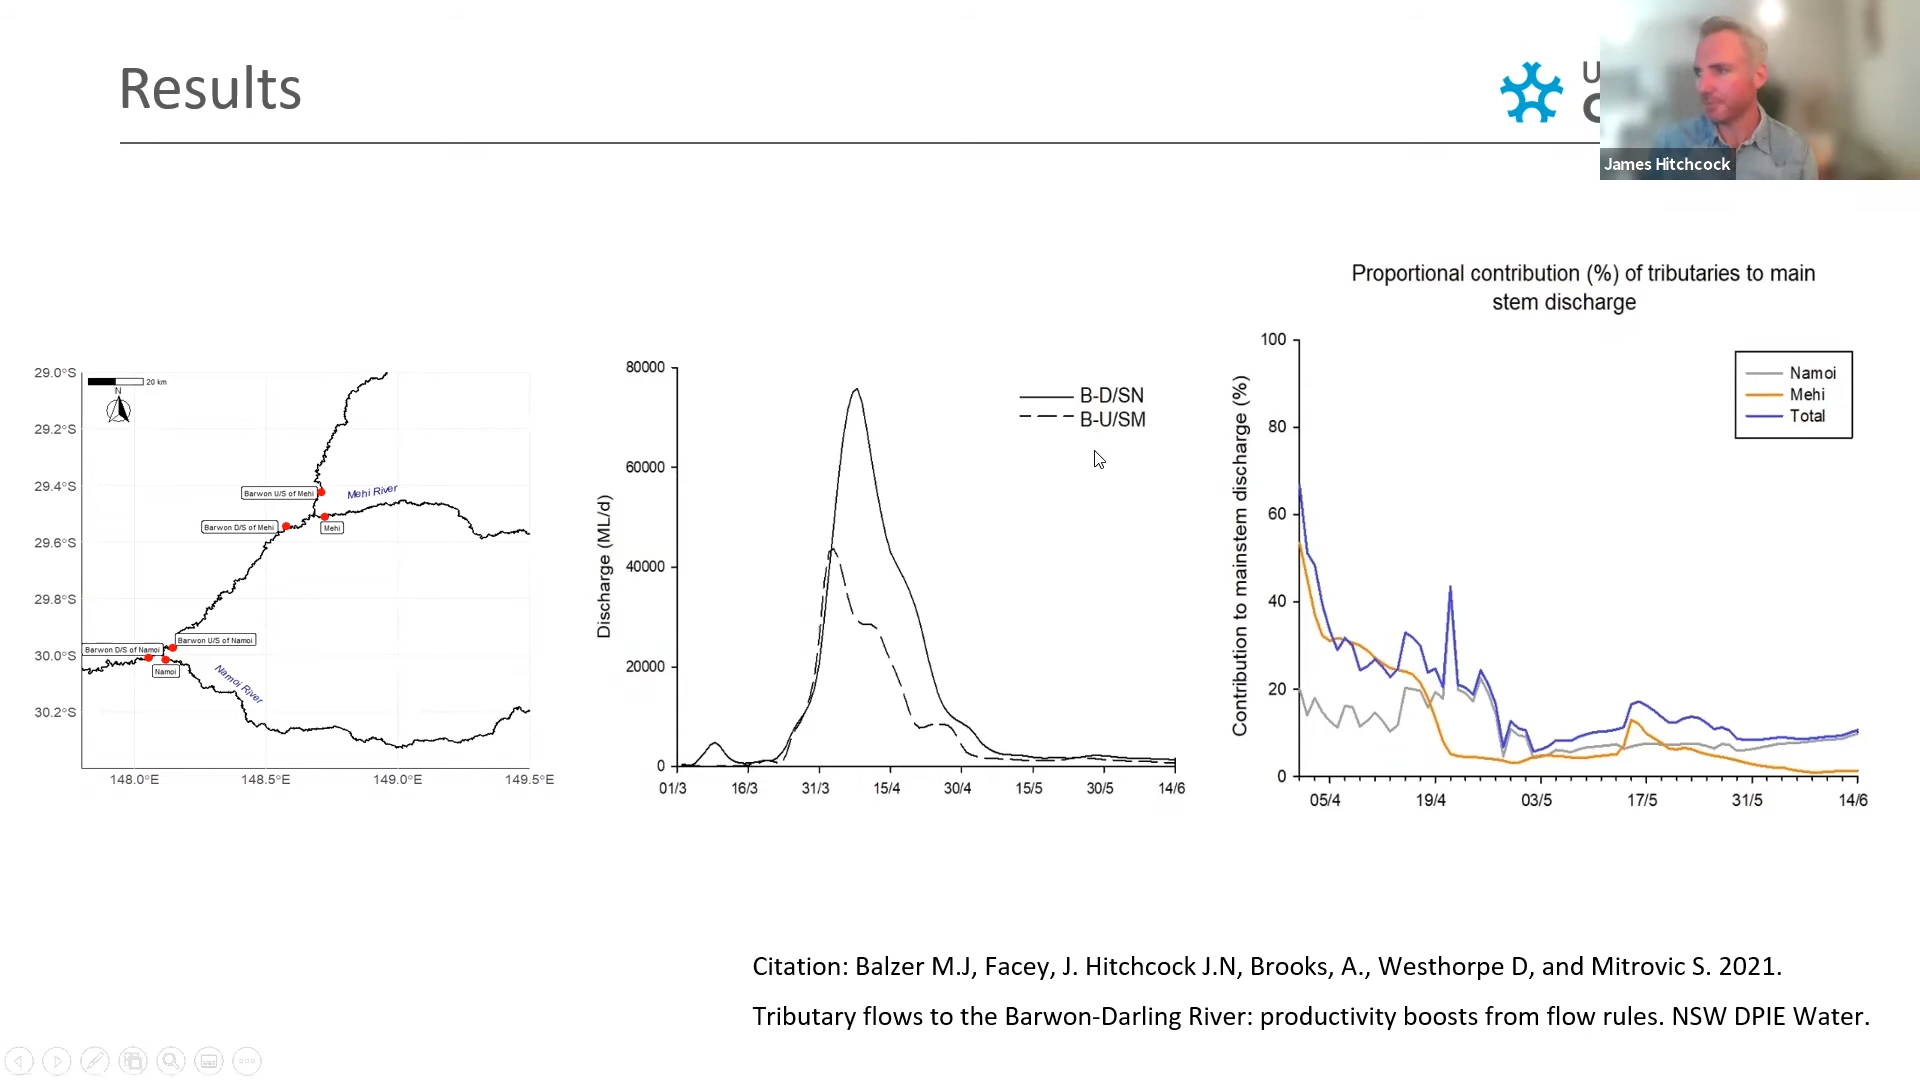 Results
U
C
James Hitchcock
Proportional contribution (%) of tributaries to main
stem discharge
29.0°S
29.2°S
29.4°S
29.6°S
29.8°S
30.0°S
30.2°S
20 km
N
Barwon U/S of Mehi
Mehi River
Barwon D/S of Mehi
Mehi
Barwon U/S of Namoi
Barwon D/S of Namoi
Namoi
Namoi River
148.0°E
148.5°E
149.0°E
149.5°E
Discharge (ML/d)
80000
60000
40000
20000
0
B-D/SN
B-U/SM
01/3
16/3
31/3
15/4
30/4
15/5
30/5
14/6
Contribution to mainstem discharge (%)
100
80
60
40
20
0
Namoi
Mehi
Total
05/4
19/4
03/5
17/5
31/5
14/6
Citation: Balzer M.J, Facey, J. Hitchcock J.N, Brooks, A., Westhorpe D, and Mitrovic S. 2021.
Tributary flows to the Barwon-Darling River: productivity boosts from flow rules. NSW DPIE Water.